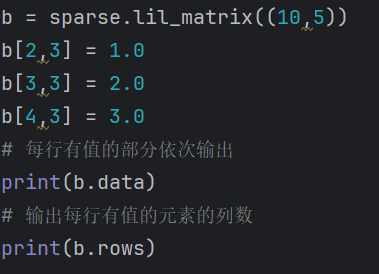 b = sparse.lil_matrix((10,5))
b[2,3] = 1.0
b[3,3] = 2.0
b[4,3] = 3.0
# 每行有值的部分依次输出
print(b.data)
# 输出每行有值的元素的列数
print(b.rows)